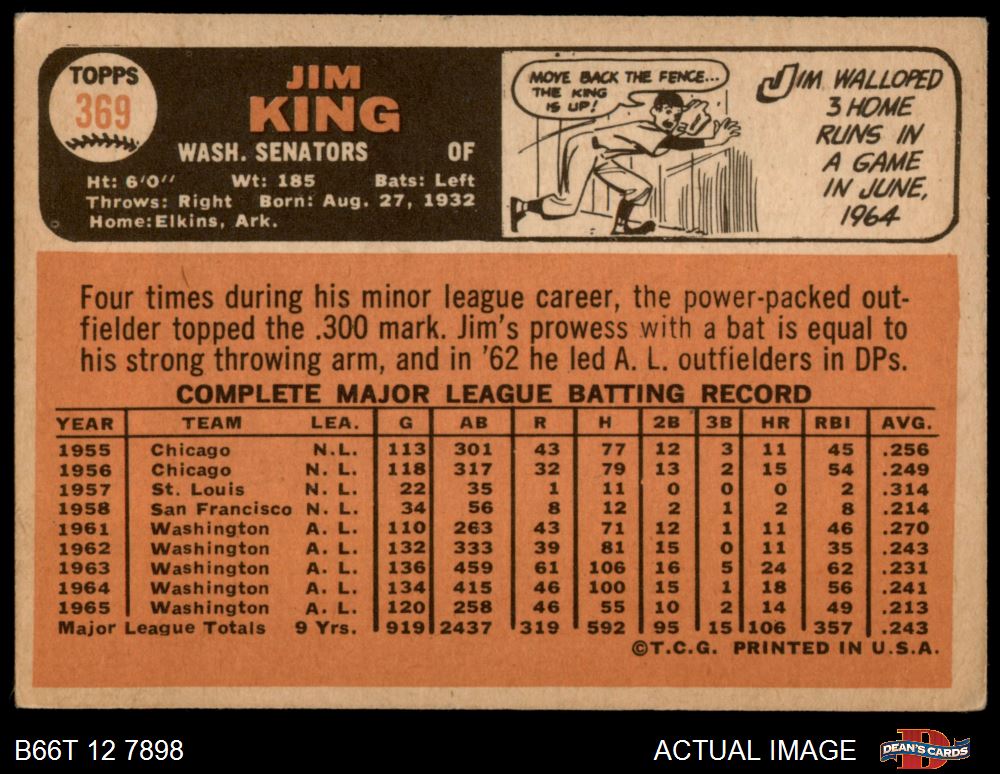 TOPPS
369
JIM
KING
WASH. SENATORS OF
Ht: 6'0" Wt: 185 Bats: Left
Throws: Right Born: Aug. 27, 1932
Home: Elkins, Ark.
MOVE BACK THE FENCE...
THE KING
IS UP!
JIM WALLOPED
3 HOME
RUNS IN
A GAME
IN JUNE,
1964
Four times during his minor league career, the power-packed out-
fielder topped the .300 mark. Jim's prowess with a bat is equal to
his strong throwing arm, and in '62 he led A. L. outfielders in DPs.
COMPLETE MAJOR LEAGUE BATTING RECORD
YEAR TEAM LEA. G AB R H 2B 3B HR RBI AVG.
1955 Chicago N.L. 113 301 43 77 12 3 11 45 .256
1956 Chicago N. L. 118 317 32 79 13 2 15 54 .249
1957 St. Louis N. L. 22 35 1 11 0 0 0 2 .314
1958 San Francisco N. L. 34 56 8 12 2 1 2 8 .214
1961 Washington A. L. 110 263 43 71 12 1 11 46 .270
1962 Washington A. L. 132 333 39 81 15 0 11 35 .243
1963 Washington A. L. 136 459 61 106 16 5 24 62 .231
1964 Washington A. L. 134 415 46 100 15 1 18 56 .241
1965 Washington A. L. 120 258 46 55 10 2 14 49 .213
Major League Totals 9 Yrs. 919 2437 319 592 95 15 106 357 .243
©T.C.G. PRINTED IN U.S.A.
B66T 12 7898 ACTUAL IMAGE DEAN'S CARDS